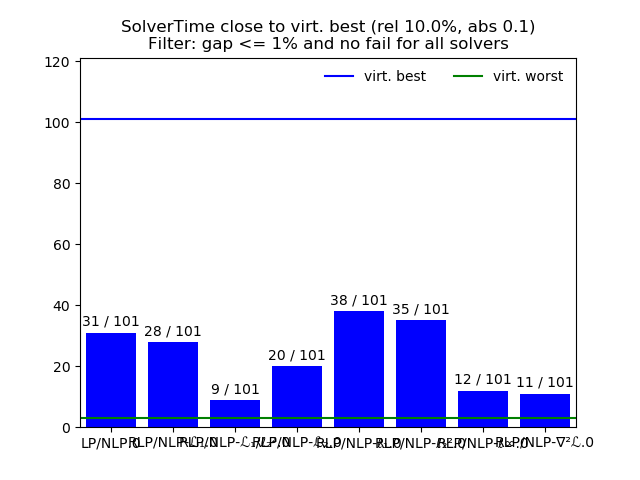 SolverTime close to virt. best (rel 10.0%, abs 0.1)
Filter: gap <= 1% and no fail for all solvers
120
virt. best
virt. worst
100
80
60
40
38 / 101
35 / 101
31 / 101
28 / 101
20
20 / 101
12 / 101
11 / 101
9 / 101
0
LP/NLP.0